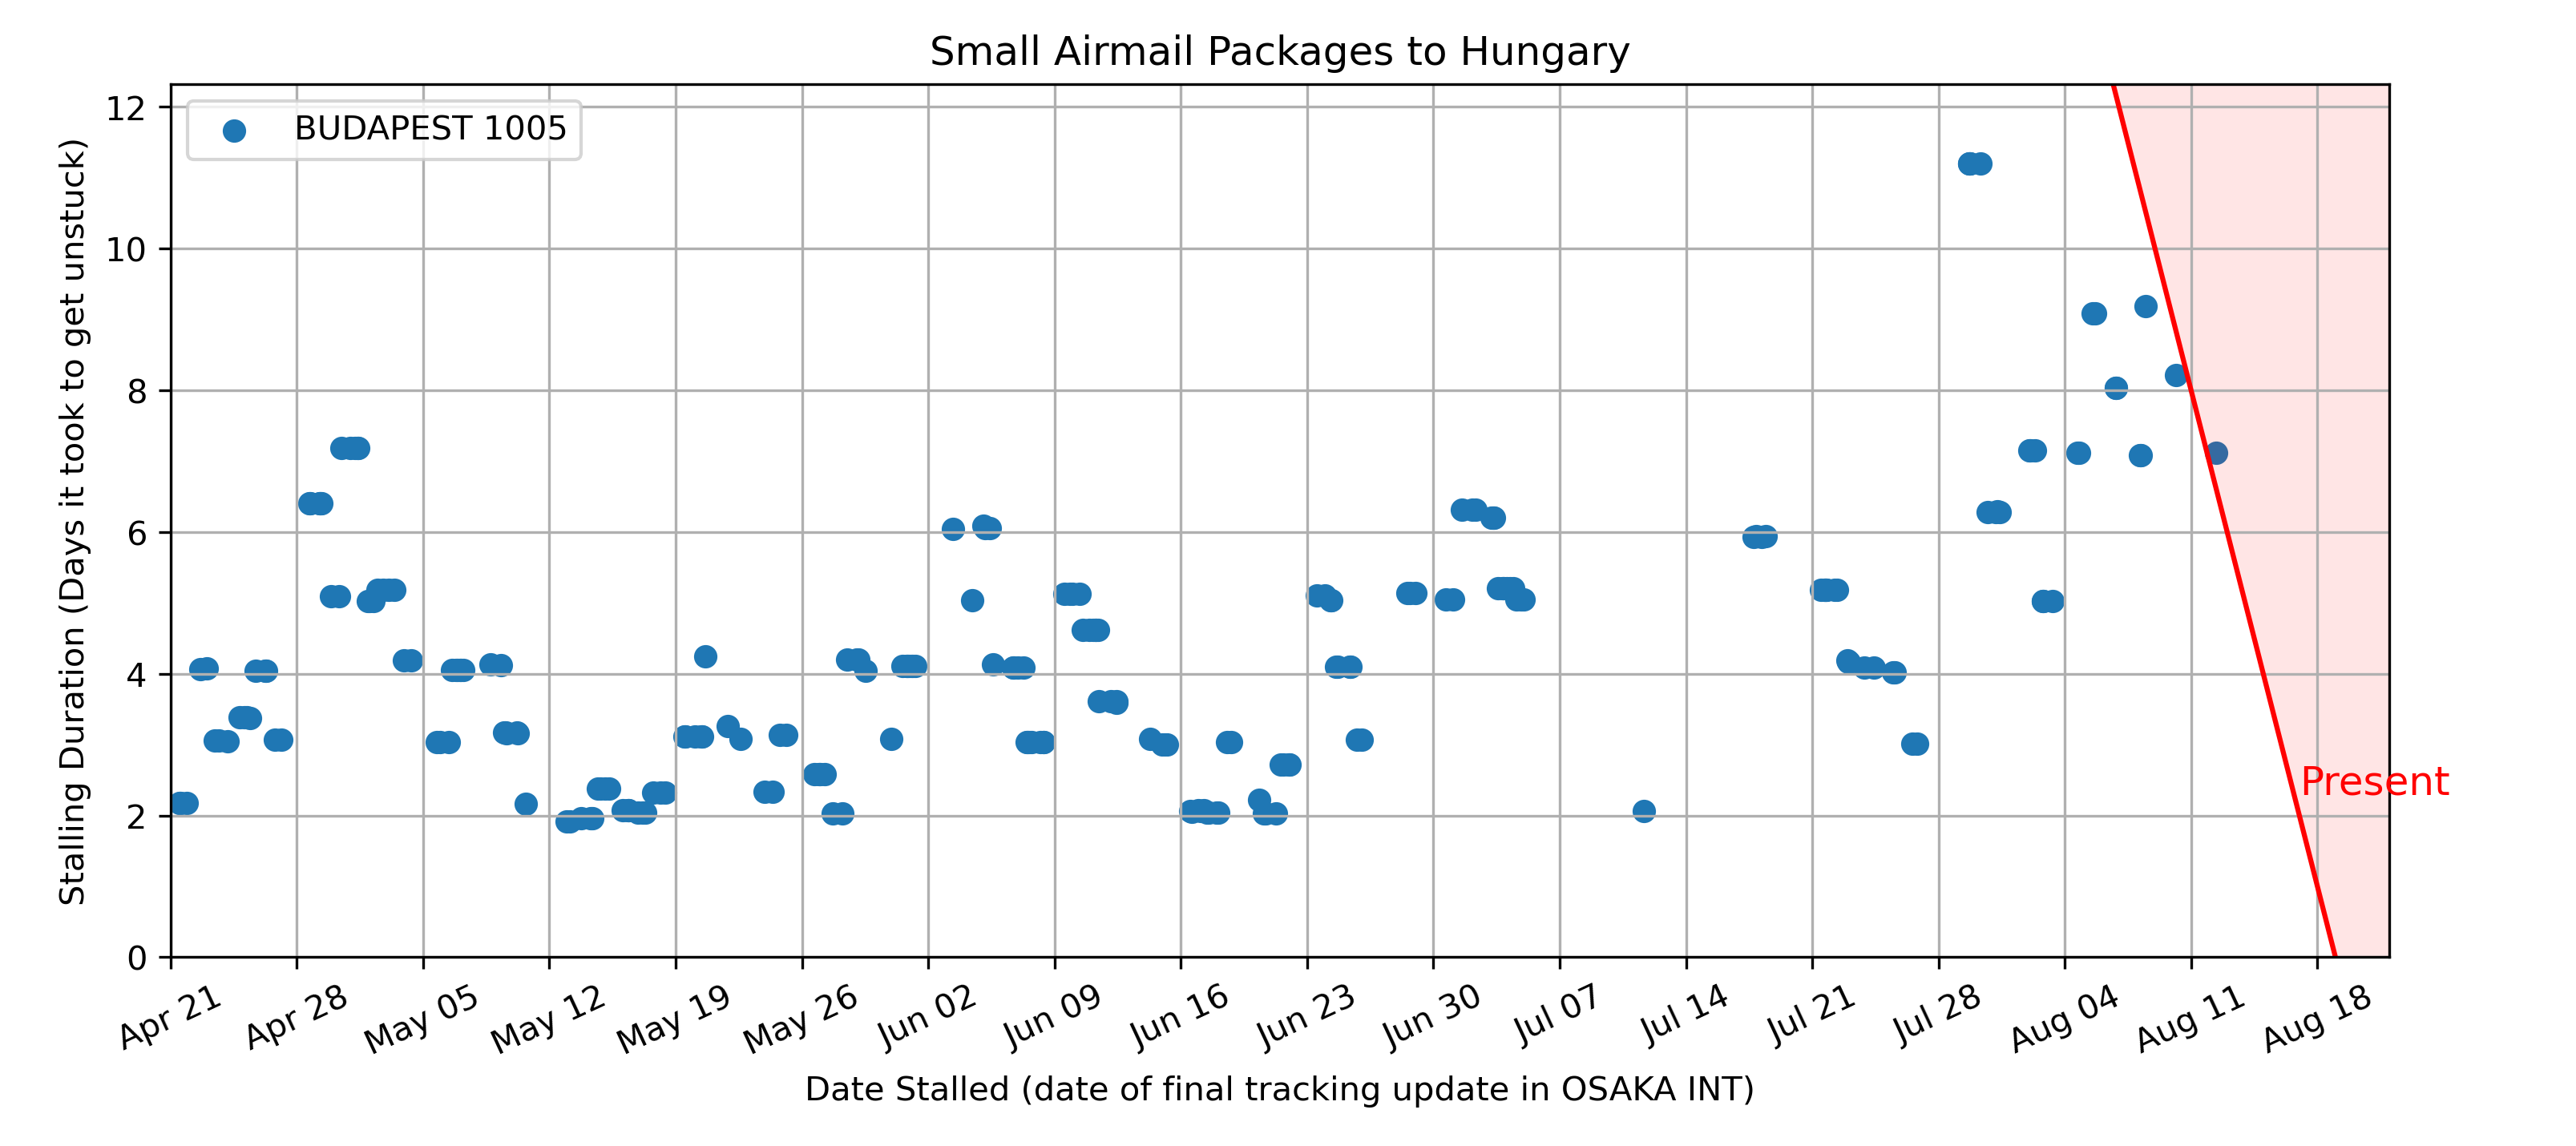 Small Airmail Packages to Hungary
BUDAPEST 1005
Stalling Duration (Days it took to get unstuck)
12
10
8
6
4
2
0
Present
Apr 21 Apr 28 May 05 May 12 May 19 May 26 Jun 02 Jun 09 Jun 16 Jun 23 Jun 30 Jul 07 Jul 14 Jul 21 Jul 28 Aug 04 Aug 11 Aug 18
Date Stalled (date of final tracking update in OSAKA INT)